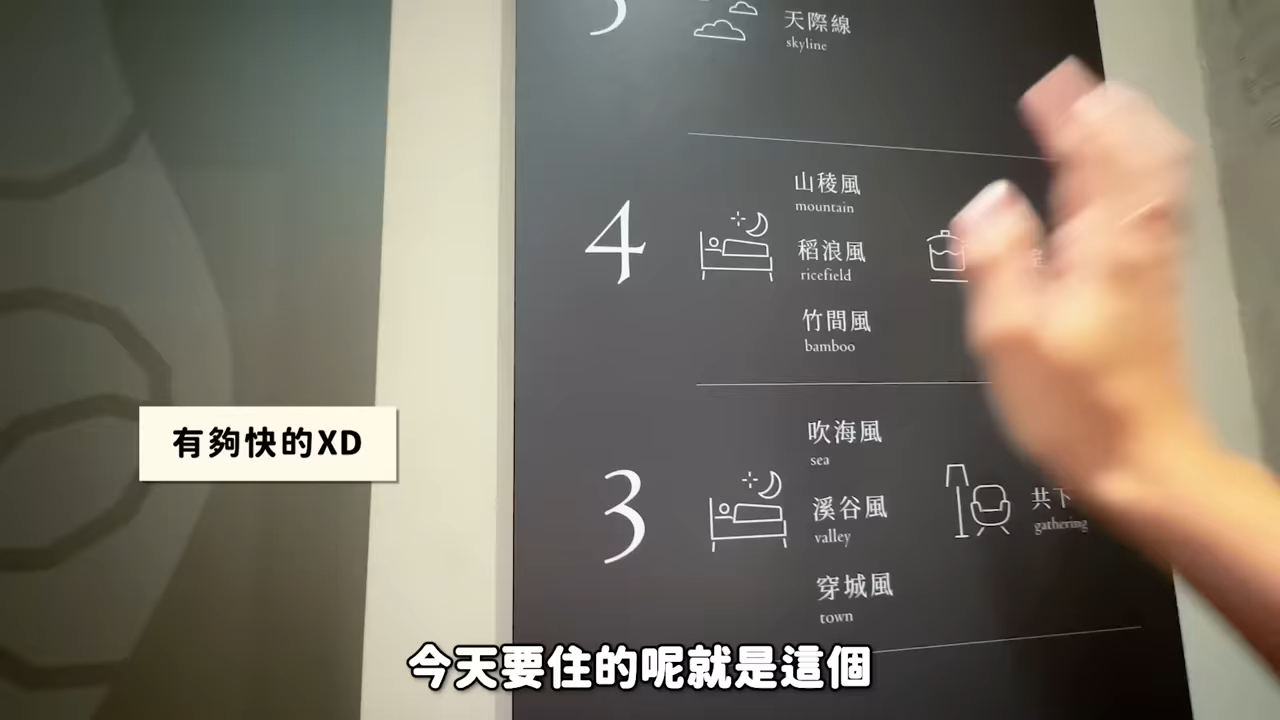 天際線
skyline
4
山稜風
mountain
稻浪風
ricefield
竹間風
bamboo
3
吹海風
sea
溪谷風
valley
穿城風
town
共下
gathering
有夠快的XD
今天要住的呢就是這個